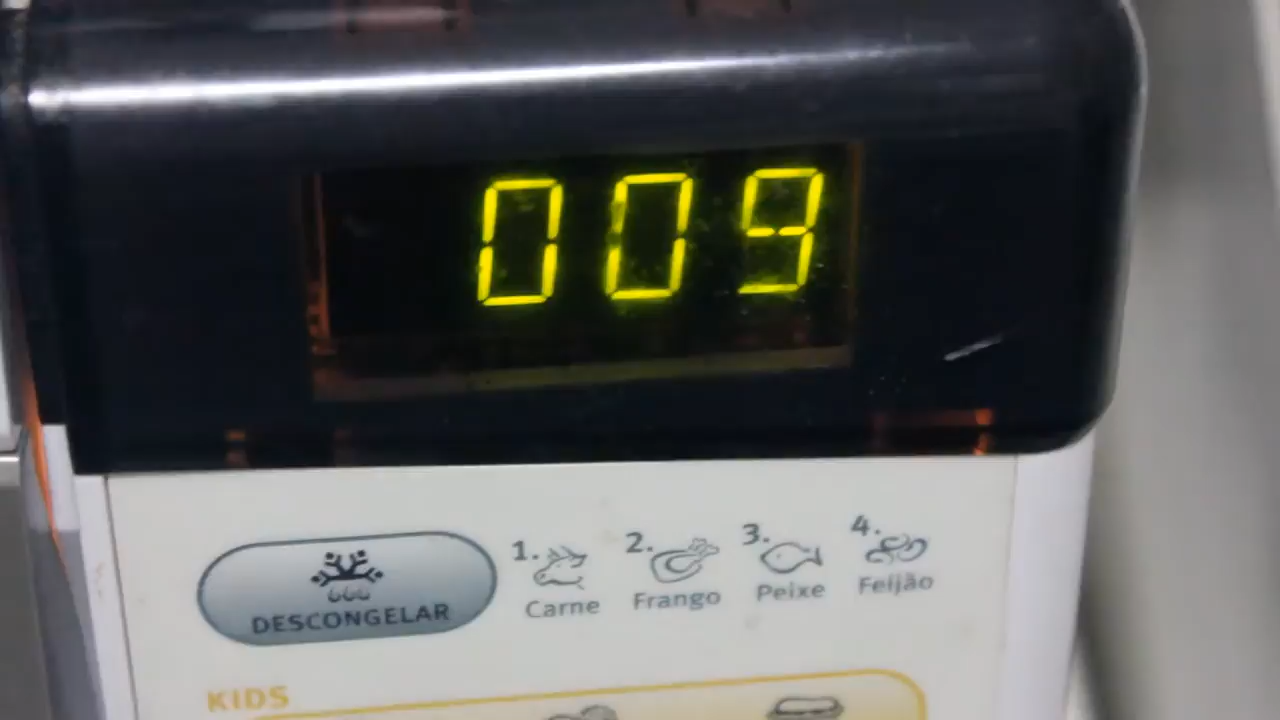 009
DESCONGELAR
1. Carne
2. Frango
3. Peixe
4. Feijão
KIDS